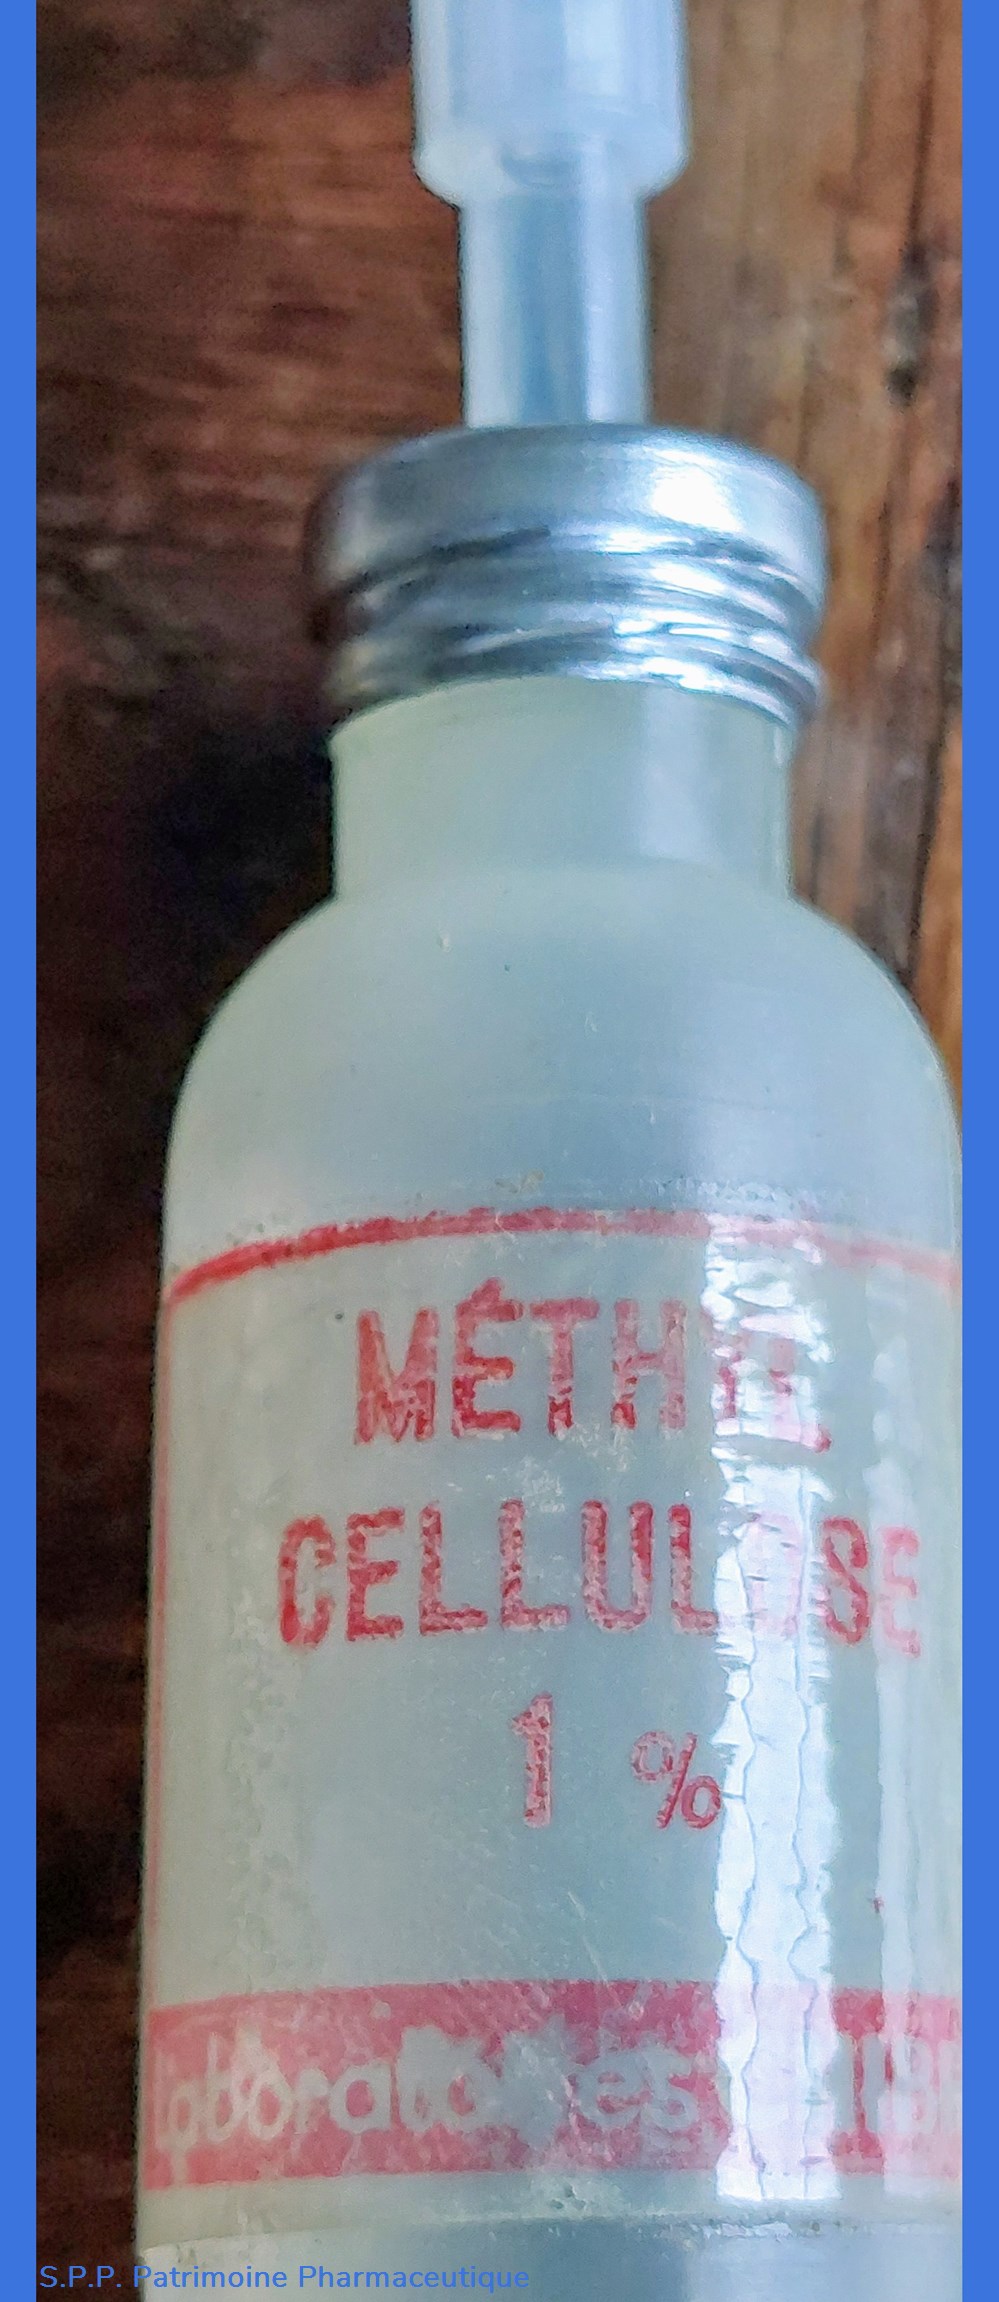 MÉTHYL
CELLULOSE
1 %
laboratoires
S.P.P. Patrimoine Pharmaceutique